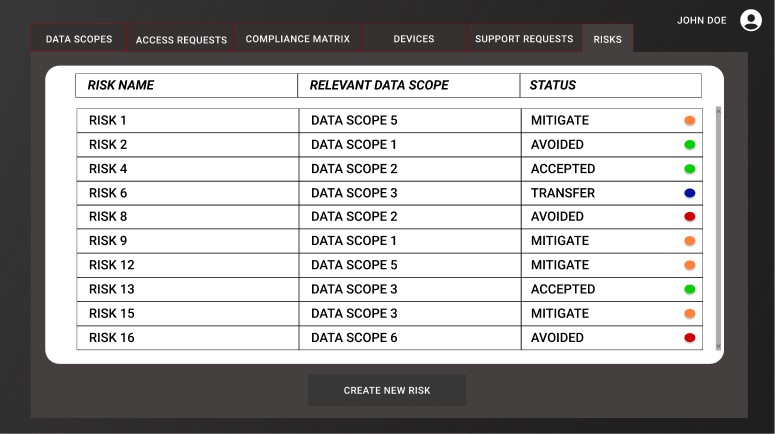 JOHN DOE
DATA SCOPES ACCESS REQUESTS COMPLIANCE MATRIX DEVICES SUPPORT REQUESTS RISKS
RISK NAME RELEVANT DATA SCOPE STATUS
RISK 1 DATA SCOPE 5 MITIGATE
RISK 2 DATA SCOPE 1 AVOIDED
RISK 4 DATA SCOPE 2 ACCEPTED
RISK 6 DATA SCOPE 3 TRANSFER
RISK 8 DATA SCOPE 2 AVOIDED
RISK 9 DATA SCOPE 1 MITIGATE
RISK 12 DATA SCOPE 5 MITIGATE
RISK 13 DATA SCOPE 3 ACCEPTED
RISK 15 DATA SCOPE 3 MITIGATE
RISK 16 DATA SCOPE 6 AVOIDED
CREATE NEW RISK